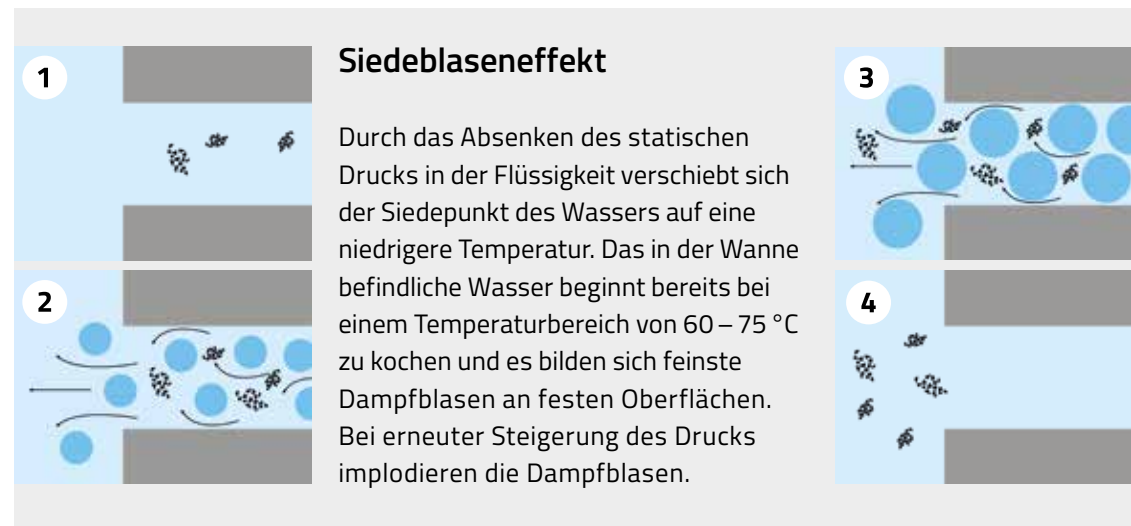 1
Siedeblaseneffekt
3
Durch das Absenken des statischen
Drucks in der Flüssigkeit verschiebt sich
der Siedepunkt des Wassers auf eine
niedrigere Temperatur. Das in der Wanne
2
befindliche Wasser beginnt bereits bei
4
einem Temperaturbereich von 60 – 75 °C
zu kochen und es bilden sich feinste
Dampfblasen an festen Oberflächen.
Bei erneuter Steigerung des Drucks
implodieren die Dampfblasen.